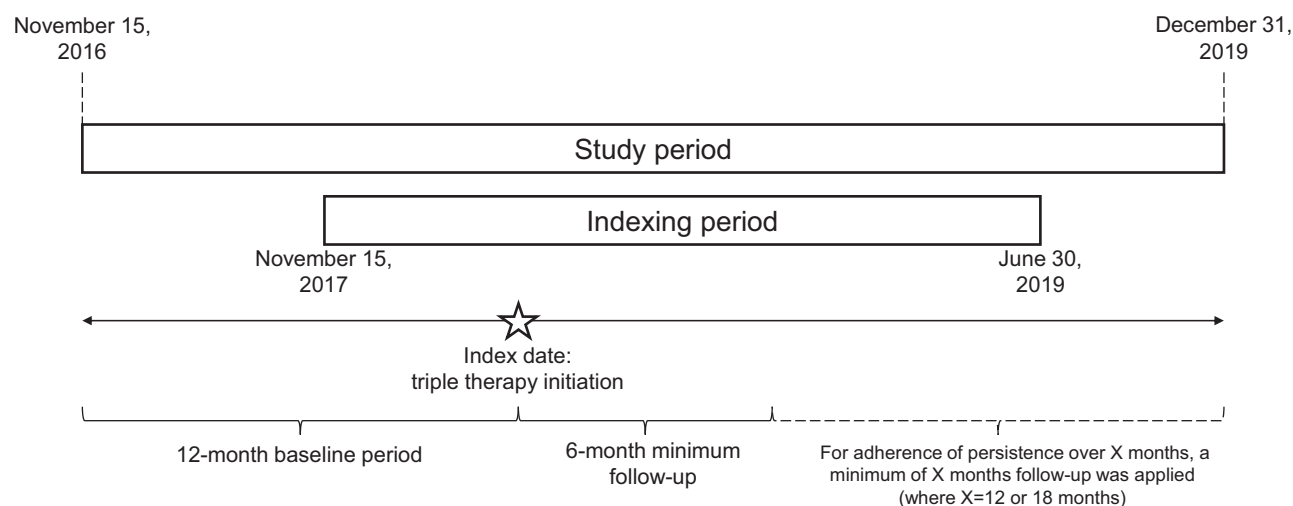 November 15,
2016
December 31,
2019
Study period
Indexing period
November 15,
2017
June 30,
2019
Index date:
triple therapy initiation
12-month baseline period
6-month minimum
follow-up
For adherence of persistence over X months, a
minimum of X months follow-up was applied
(where X=12 or 18 months)